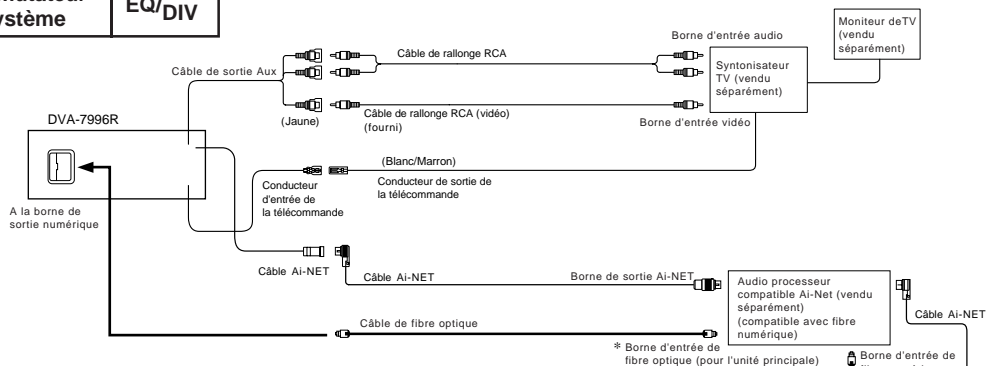 Système
EQ/DIV
Moniteur deTV
(vendu
séparément)
Borne d'entrée audio
Câble de rallonge RCA
Câble de sortie Aux
Syntonisateur
TV (vendu
séparément)
(Jaune)
Câble de rallonge RCA (vidéo)
(fourni)
Borne d'entrée vidéo
DVA-7996R
(Blanc/Marron)
Conducteur
d'entrée de
la télécommande
Conducteur de sortie de
la télécommande
A la borne de
sortie numérique
Câble Ai-NET
Câble Ai-NET
Borne de sortie Ai-NET
Audio processeur
compatible Ai-Net (vendu
séparément)
(compatible avec fibre
numérique)
Câble Ai-NET
Câble de fibre optique
* Borne d'entrée de
fibre optique (pour l'unité principale)
Borne d'entrée de